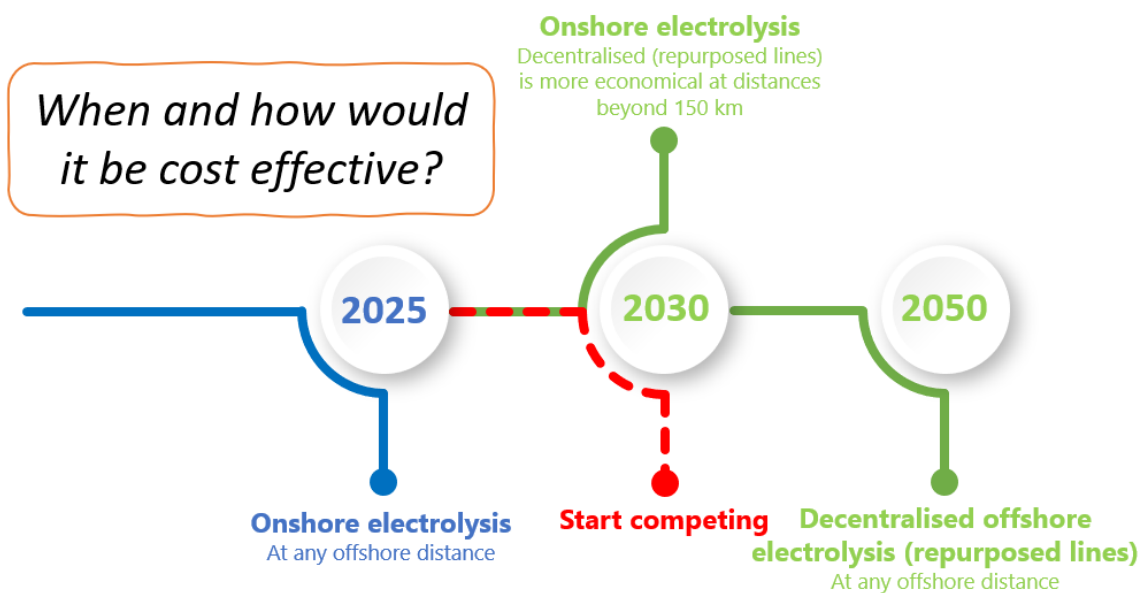 Onshore electrolysis
Decentralised (repurposed lines)
is more economical at distances
beyond 150 km
When and how would
it be cost effective?
2025
2030
2050
Onshore electrolysis
At any offshore distance
Start competing
Decentralised offshore
electrolysis (repurposed lines)
At any offshore distance